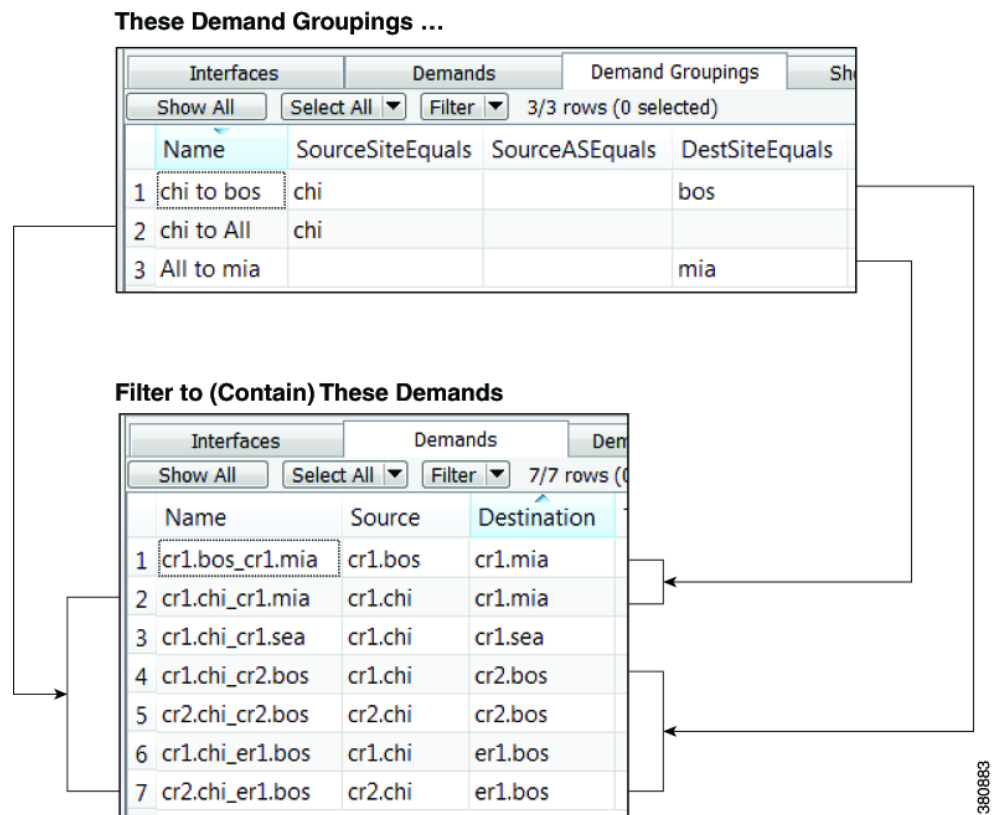 These Demand Groupings …
Interfaces Demands Demand Groupings Sh
Show All Select All Filter 3/3 rows (0 selected)
Name SourceSiteEquals SourceASEquals DestSiteEquals
1 chi to bos chi bos
2 chi to All chi
3 All to mia mia
Filter to (Contain) These Demands
Interfaces Demands Dem
Show All Select All Filter 7/7 rows (0
Name Source Destination
1 cr1.bos_cr1.mia cr1.bos cr1.mia
2 cr1.chi_cr1.mia cr1.chi cr1.mia
3 cr1.chi_cr1.sea cr1.chi cr1.sea
4 cr1.chi_cr2.bos cr1.chi cr2.bos
5 cr2.chi_cr2.bos cr2.chi cr2.bos
6 cr1.chi_er1.bos cr1.chi er1.bos
7 cr2.chi_er1.bos cr2.chi er1.bos
380883